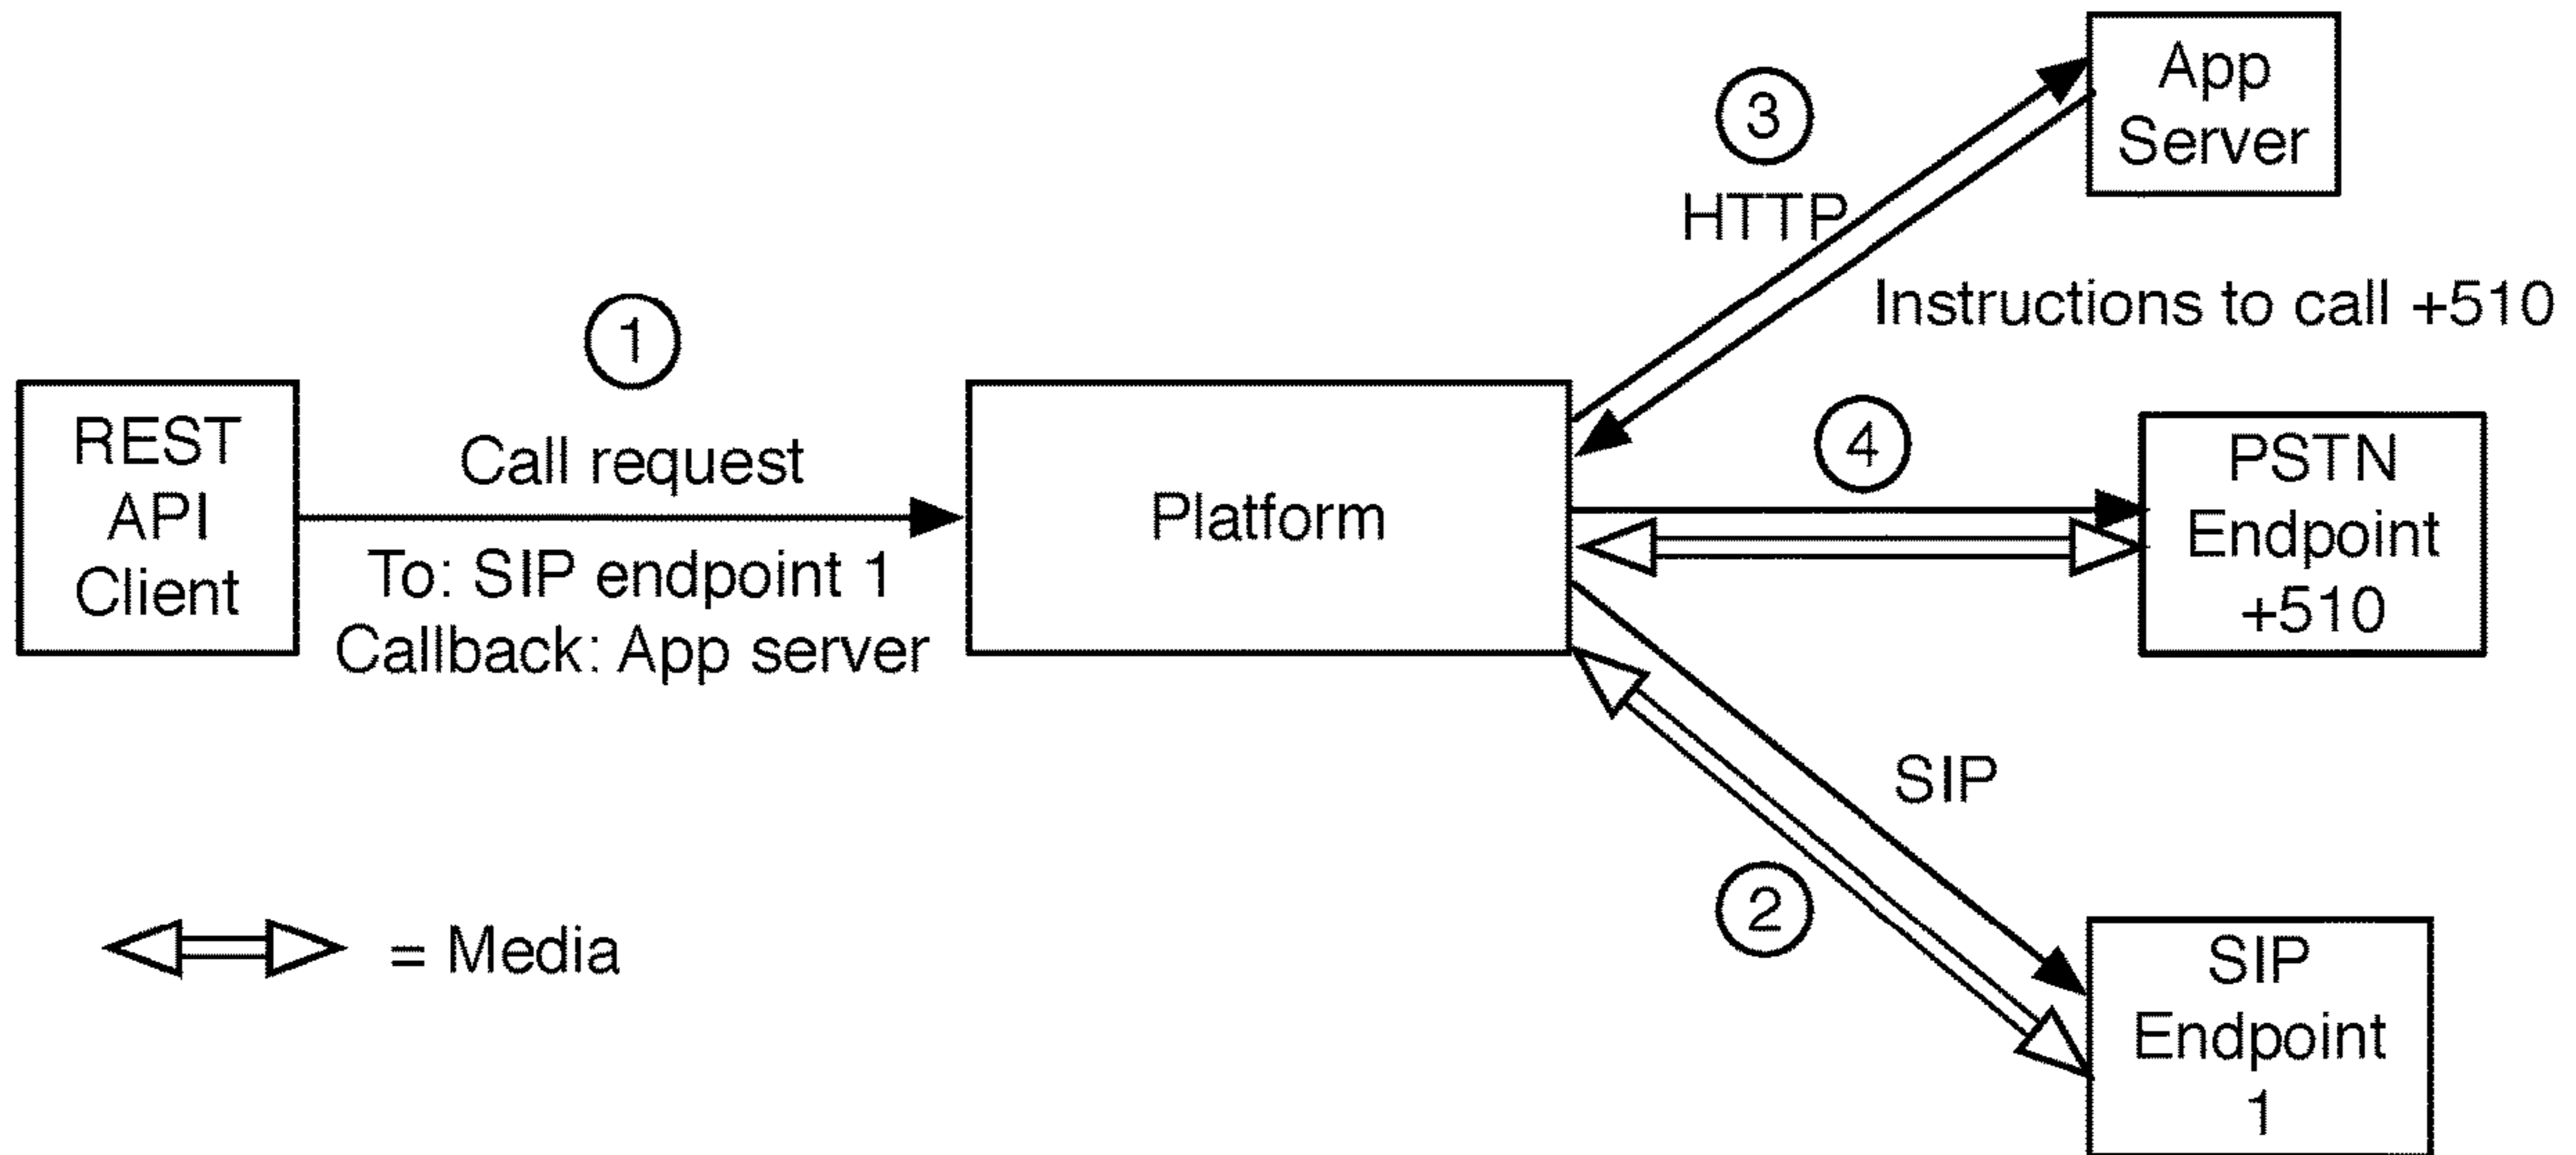 App
Server
3
HTTP
Instructions to call +510
1
REST
API
Client
Call request
To: SIP endpoint 1
Callback: App server
Platform
4
PSTN
Endpoint
+510
SIP
2
= Media
SIP
Endpoint
1